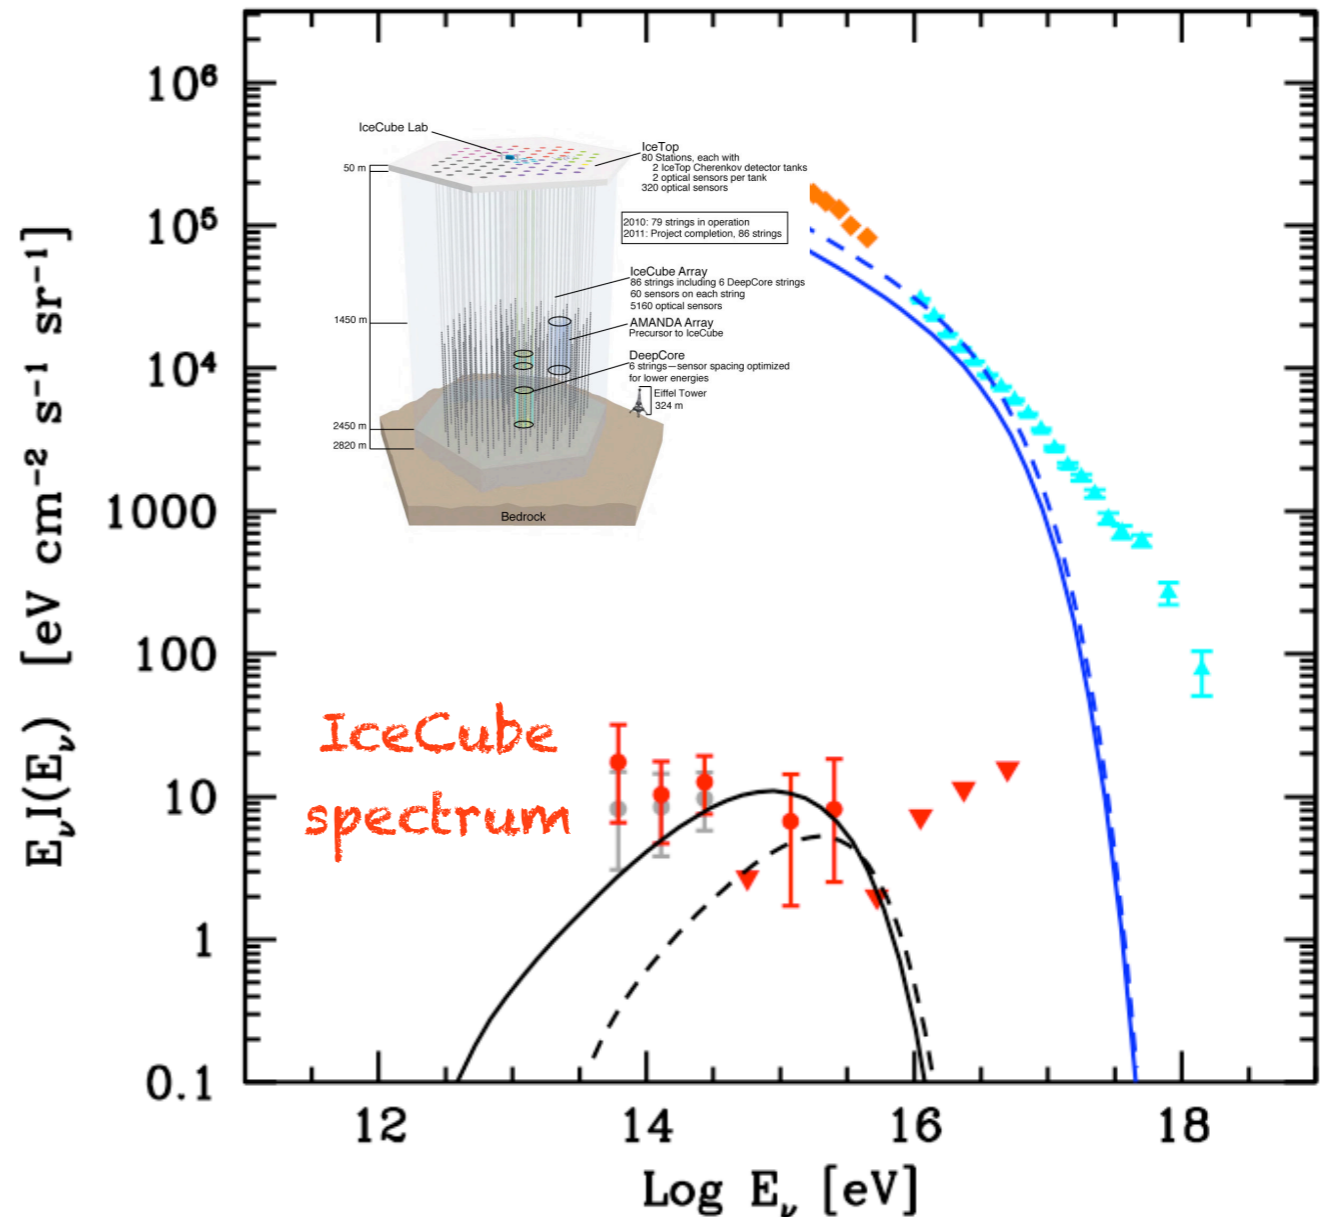 10⁶
10⁵
10⁴
1000
100
10
1
0.1
E_νI(E_ν) [eV cm⁻² s⁻¹ sr⁻¹]
IceCube Lab
50 m
1450 m
2450 m
2820 m
IceTop
80 Stations, each with
2 IceTop Cherenkov detector tanks
2 optical sensors per tank
320 optical sensors
2010: 79 strings in operation
2011: Project completion, 86 strings
IceCube Array
86 strings including 6 DeepCore strings
60 sensors on each string
5160 optical sensors
AMANDA Array
Precursor to IceCube
DeepCore
6 strings—sensor spacing optimized
for lower energies
Eiffel Tower
324 m
Bedrock
IceCube
spectrum
12 14 16 18
Log E_ν [eV]